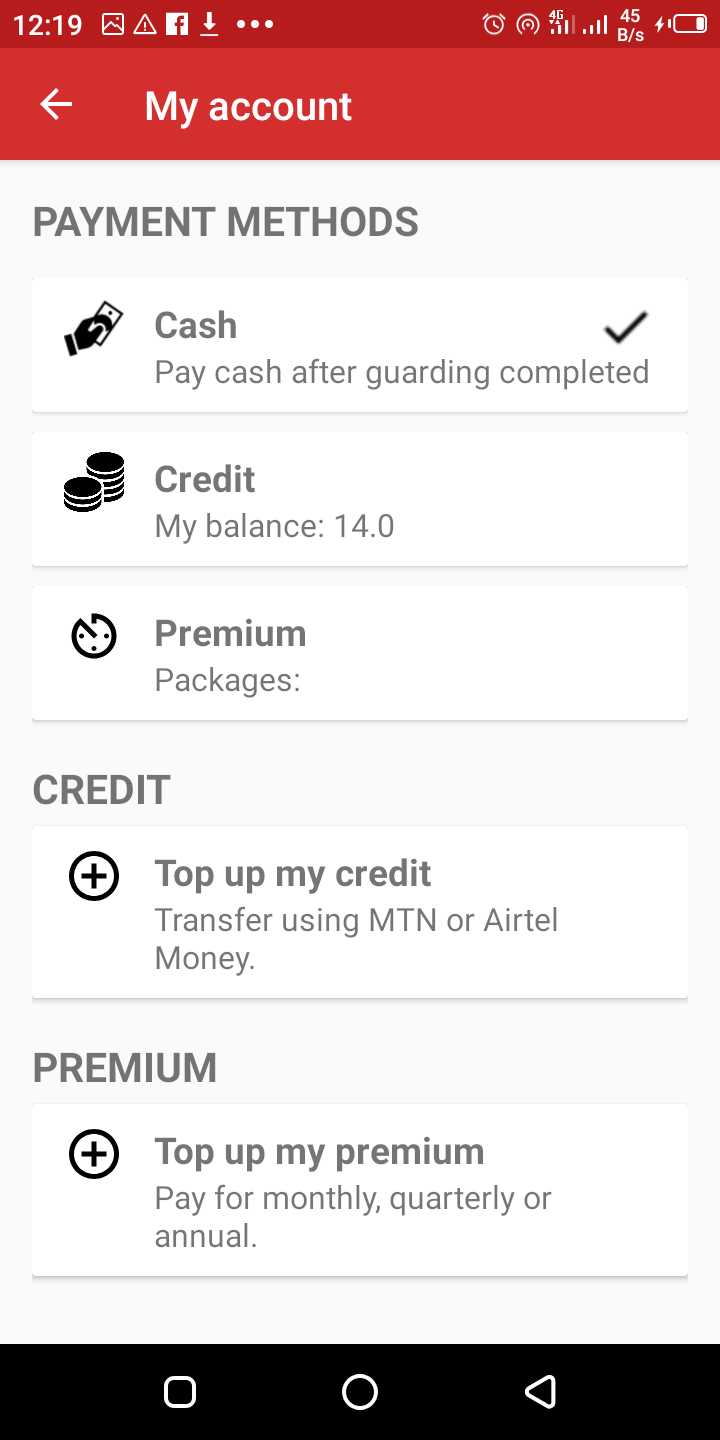 12:19
4G
45
B/s
My account
PAYMENT METHODS
Cash
Pay cash after guarding completed
Credit
My balance: 14.0
Premium
Packages:
CREDIT
Top up my credit
Transfer using MTN or Airtel
Money.
PREMIUM
Top up my premium
Pay for monthly, quarterly or
annual.